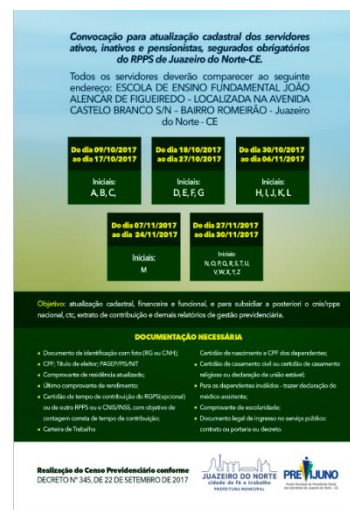 Convocação para atualização cadastral dos servidores
ativos, inativos e pensionistas, segurados obrigatórios
do RPPS de Juazeiro do Norte-CE.
Todos os servidores deverão comparecer ao seguinte
endereço: ESCOLA DE ENSINO FUNDAMENTAL JOÃO
ALENCAR DE FIGUEIREDO - LOCALIZADA NA AVENIDA
CASTELO BRANCO S/N - BAIRRO ROMEIRÃO - Juazeiro
do Norte - CE
Do dia 09/10/2017
ao dia 17/10/2017
Iniciais:
A, B, C,
Do dia 18/10/2017
ao dia 27/10/2017
Iniciais:
D, E, F, G
Do dia 30/10/2017
ao dia 06/11/2017
Iniciais:
H, I, J, K, L
Do dia 07/11/2017
ao dia 24/11/2017
Iniciais:
M
Do dia 27/11/2017
ao dia 30/11/2017
Iniciais:
N, O, P, Q, R, S, T, U,
V, W, X, Y, Z
Objetivo: atualização cadastral, financeira e funcional, e para subsidiar a posteriori o cnis/rpps
nacional, ctc, extrato de contribuição e demais relatórios de gestão previdenciária.
DOCUMENTAÇÃO NECESSÁRIA
• Documento de identificação com foto (RG ou CNH);
• CPF; Título de eleitor; PASEP/PIS/NIT
• Comprovante de residência atualizado;
• Último comprovante de rendimento;
• Certidão de tempo de contribuição do RGPS(opcional)
ou de outro RPPS ou o CNIS/INSS, com objetivo de
contagem correta de tempo de contribuição;
• Carteira de Trabalho
Certidão de nascimento e CPF dos dependentes;
• Certidão de casamento civil ou certidão de casamento
religioso ou declaração de união estável;
• Para os dependentes inválidos - trazer declaração do
médico assistente;
• Comprovante de escolaridade;
• Documento legal de ingresso no serviço público:
contrato ou portaria ou decreto.
Realização do Censo Previdenciário conforme
DECRETO N° 345, DE 22 DE SETEMBRO DE 2017
JUAZEIRO DO NORTE
cidade de fé e trabalho
PREFEITURA MUNICIPAL
PREVIJUNO